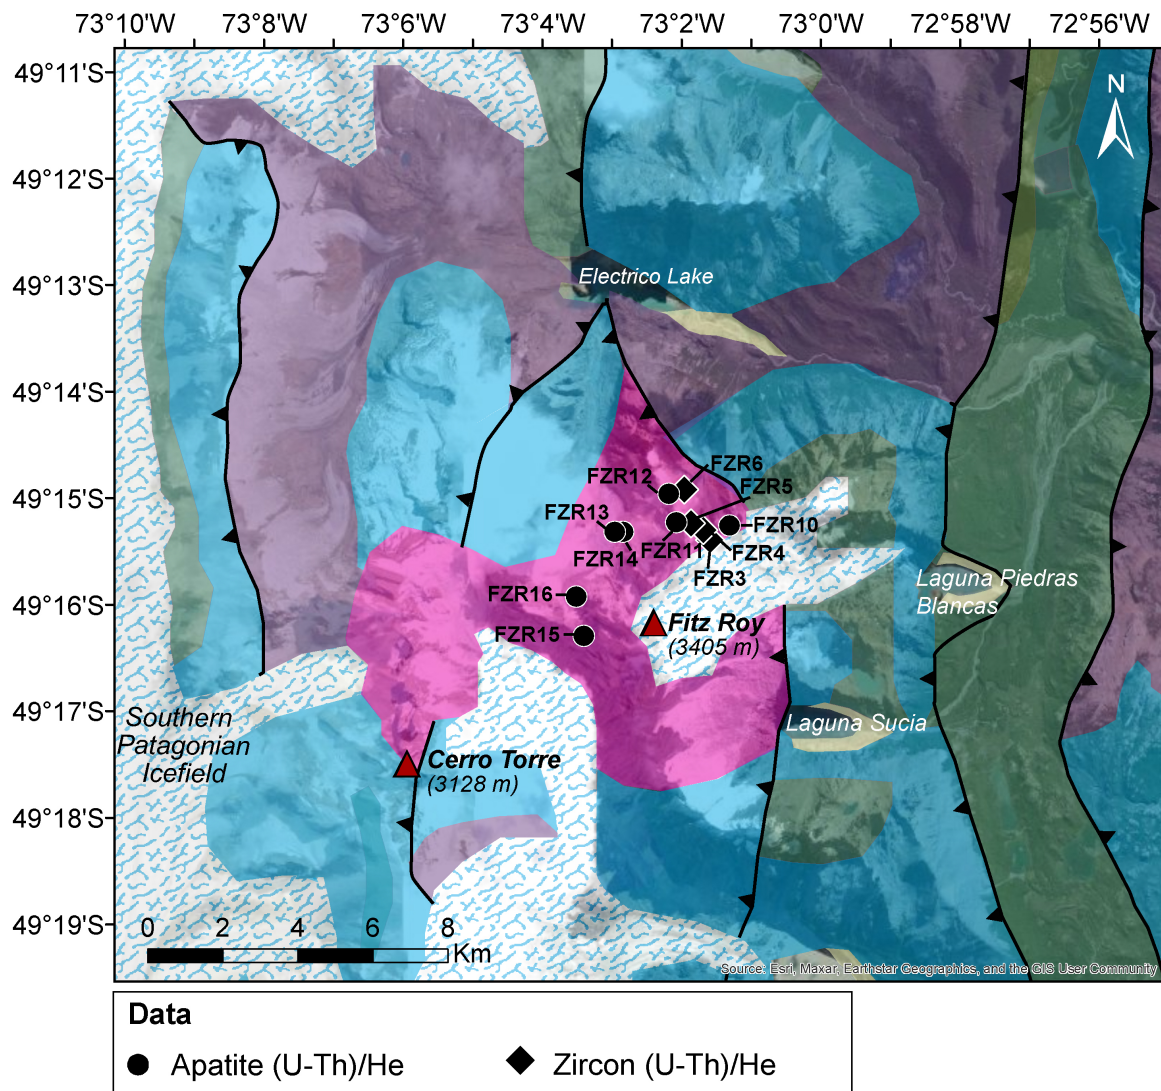 73°10'W 73°8'W 73°6'W 73°4'W 73°2'W 73°0'W 72°58'W 72°56'W
49°11'S
49°12'S
49°13'S
49°14'S
49°15'S
49°16'S
49°17'S
49°18'S
49°19'S
N
Electrico Lake
FZR6
FZR12
FZR5
FZR13
FZR10
FZR14
FZR11
FZR4
FZR3
FZR16
FZR15
Laguna Piedras
Blancas
Fitz Roy
(3405 m)
Laguna Sucia
Southern
Patagonian
Icefield
Cerro Torre
(3128 m)
0 2 4 6 8
Km
Source: Esri, Maxar, Earthstar Geographics, and the GIS User Community
Data
Apatite (U-Th)/He
Zircon (U-Th)/He